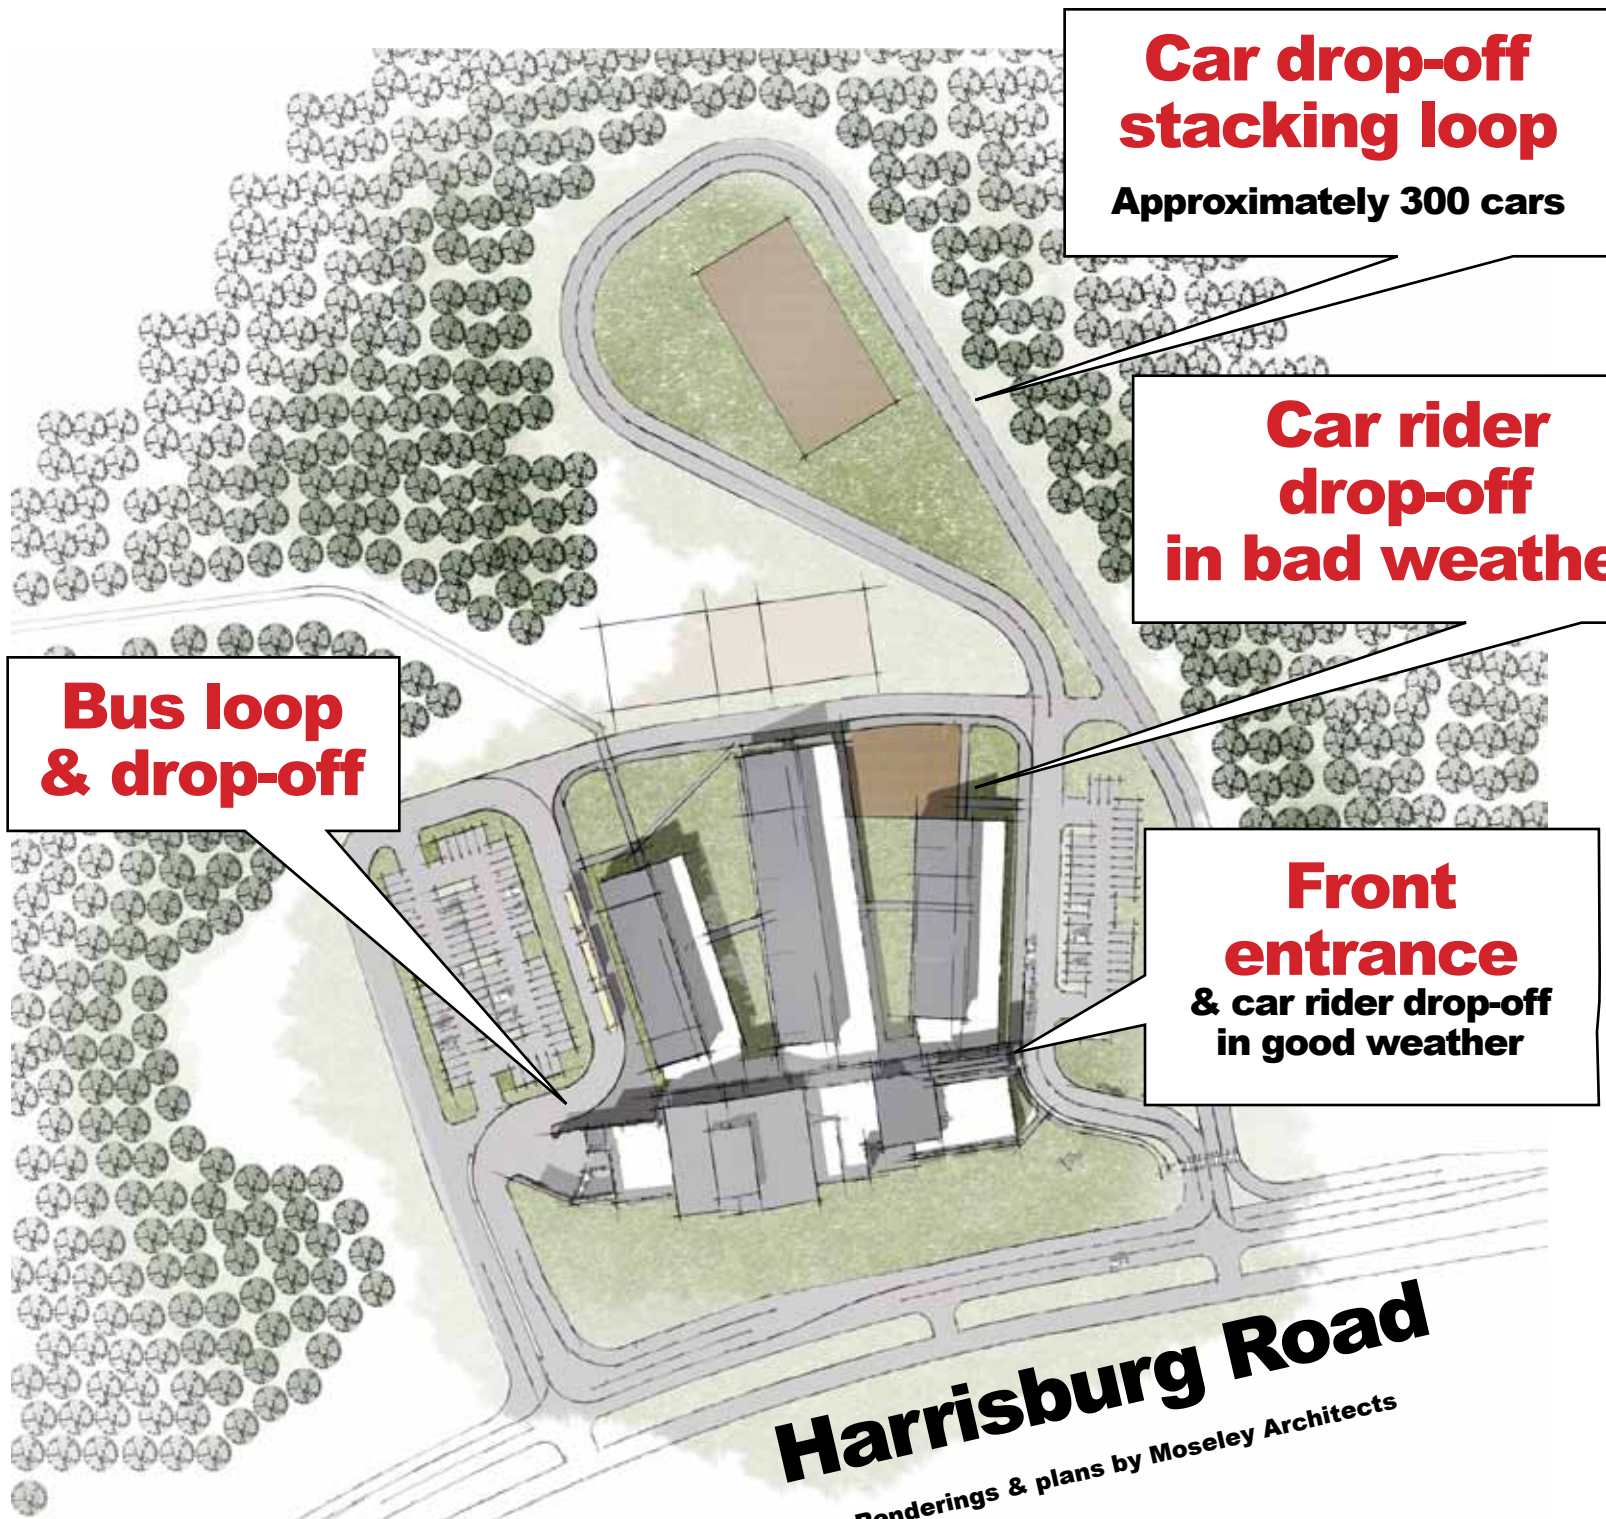 Car drop-off
stacking loop
Approximately 300 cars
Car rider
drop-off
in bad weathe
Bus loop
& drop-off
Front
entrance
& car rider drop-off
in good weather
Harrisburg Road
Renderings & plans by Moseley Architects